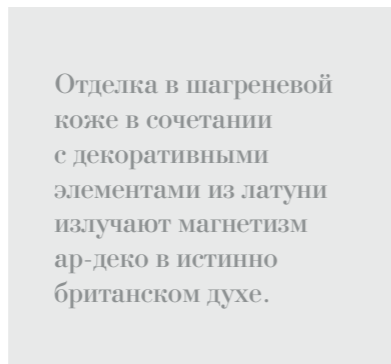 Отделка в шагреневой
коже в сочетании
с декоративными
элементами из латуни
излучают магнетизм
ар-деко в истинно
британском духе.